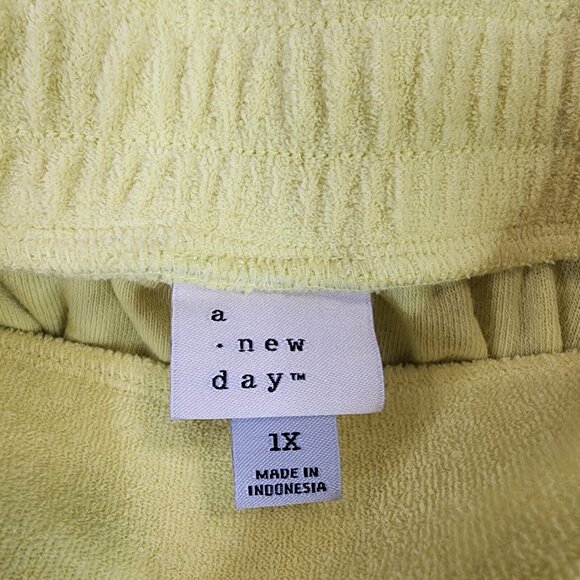 a
· new
day™
1X
MADE IN
INDONESIA